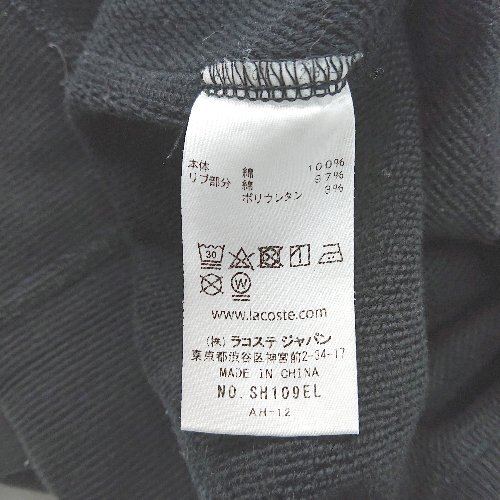 本体 綿 100%
リブ部分 綿 97%
ポリウレタン 3%
30
W
www.lacoste.com
(株) ラコステ ジャパン
東京都渋谷区神宮前2-34-17
MADE IN CHINA
NO. SH109EL
AH-12